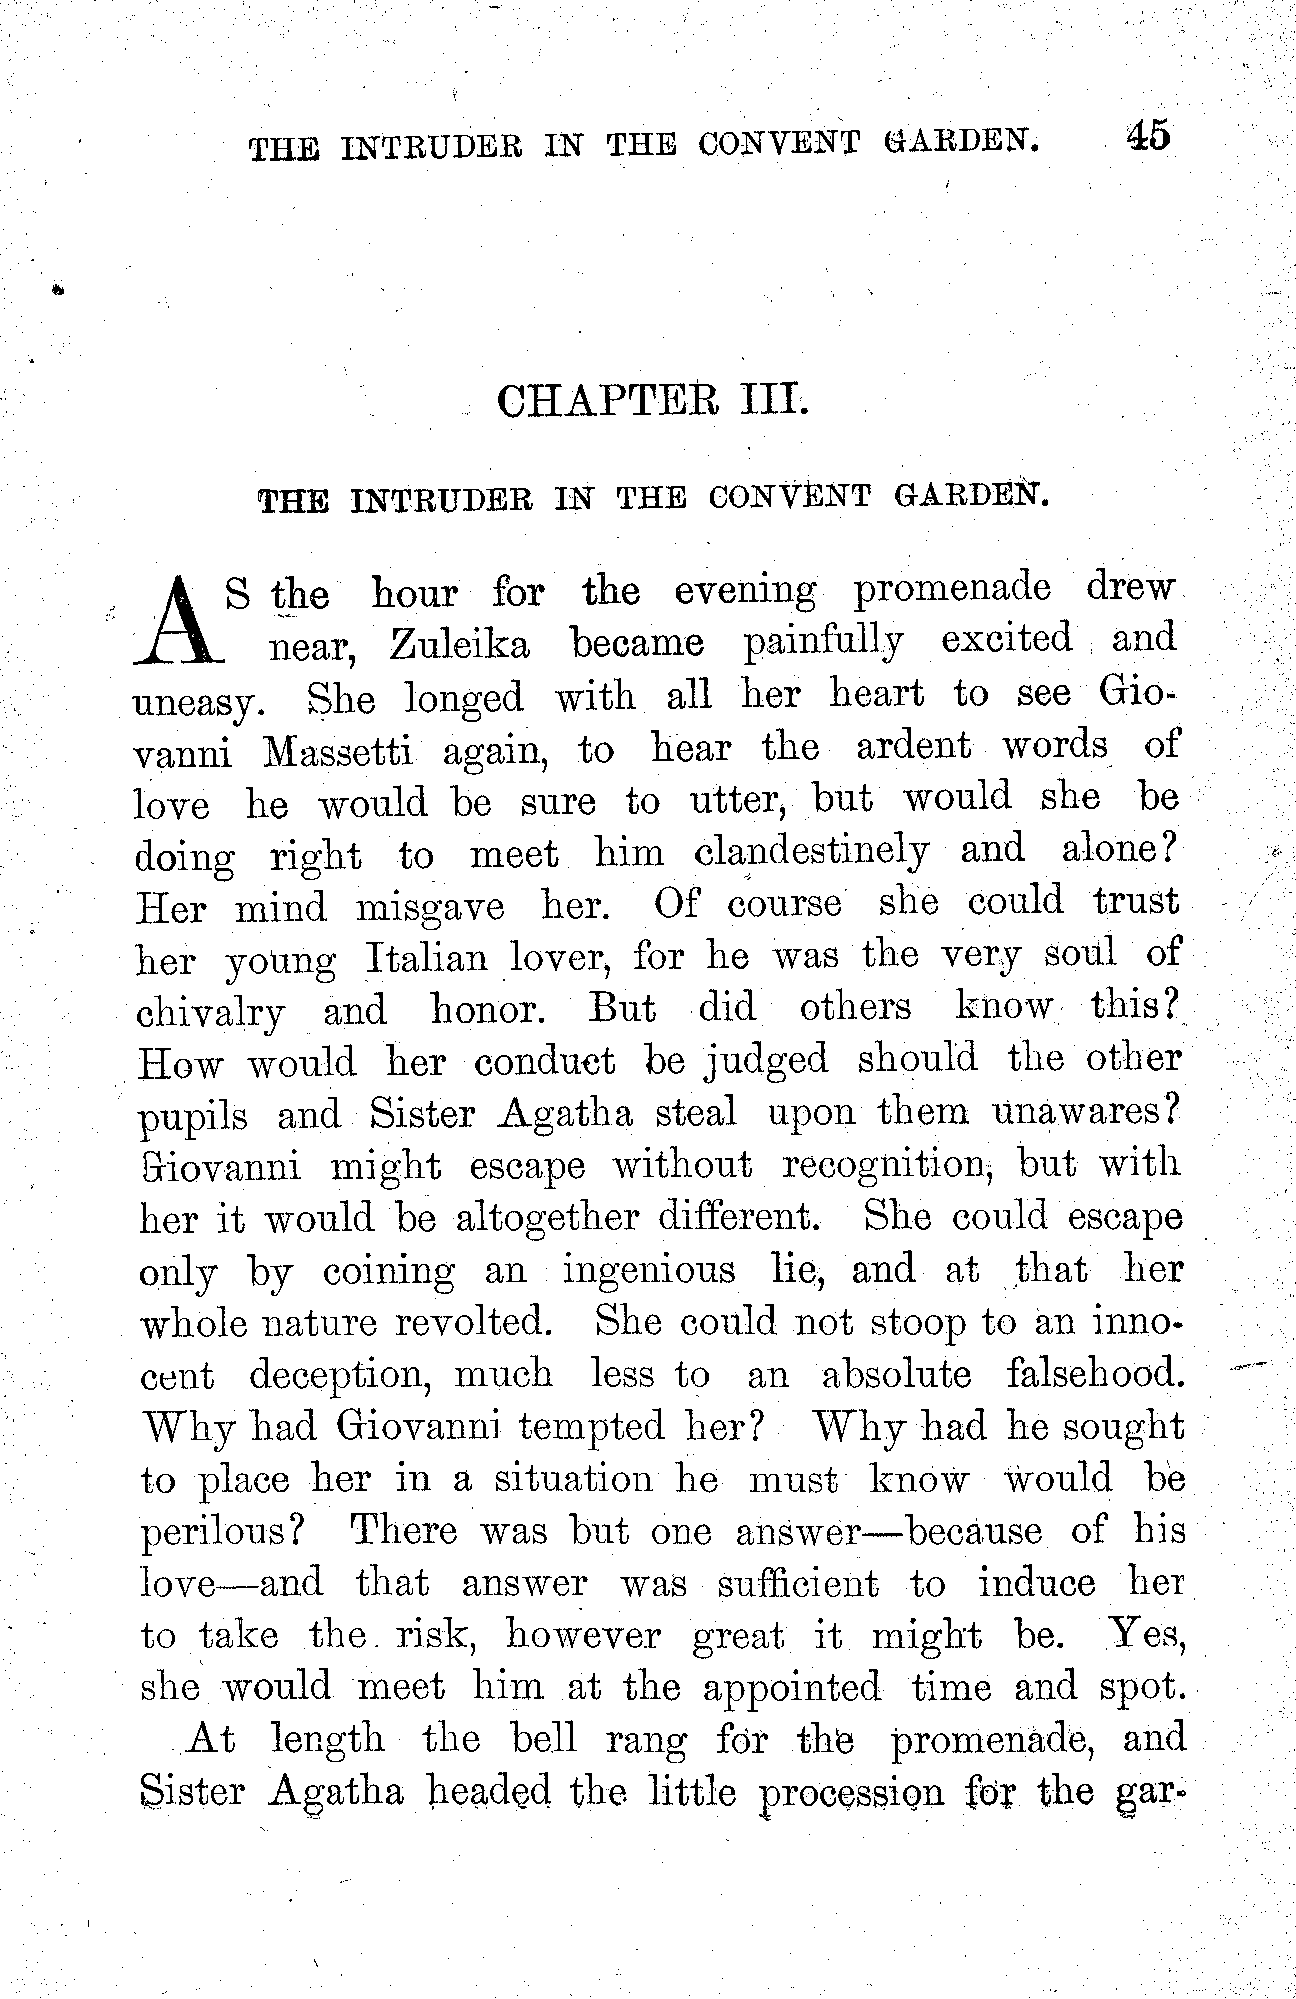 THE INTRUDER IN THE CONVENT GARDEN. 45
CHAPTER III.
THE INTRUDER IN THE CONVENT GARDEN.
AS the hour for the evening promenade drew
near, Zuleika became painfully excited and
uneasy. She longed with all her heart to see Gio-
vanni Massetti again, to hear the ardent words of
love he would be sure to utter, but would she be
doing right to meet him clandestinely and alone?
Her mind misgave her. Of course she could trust
her young Italian lover, for he was the very soul of
chivalry and honor. But did others know this?
How would her conduct be judged should the other
pupils and Sister Agatha steal upon them unawares?
Giovanni might escape without recognition, but with
her it would be altogether different. She could escape
only by coining an ingenious lie, and at that her
whole nature revolted. She could not stoop to an inno-
cent deception, much less to an absolute falsehood.
Why had Giovanni tempted her? Why had he sought
to place her in a situation he must know would be
perilous? There was but one answer—because of his
love—and that answer was sufficient to induce her
to take the risk, however great it might be. Yes,
she would meet him at the appointed time and spot.
At length the bell rang for the promenade, and
Sister Agatha headed the little procession for the gar-